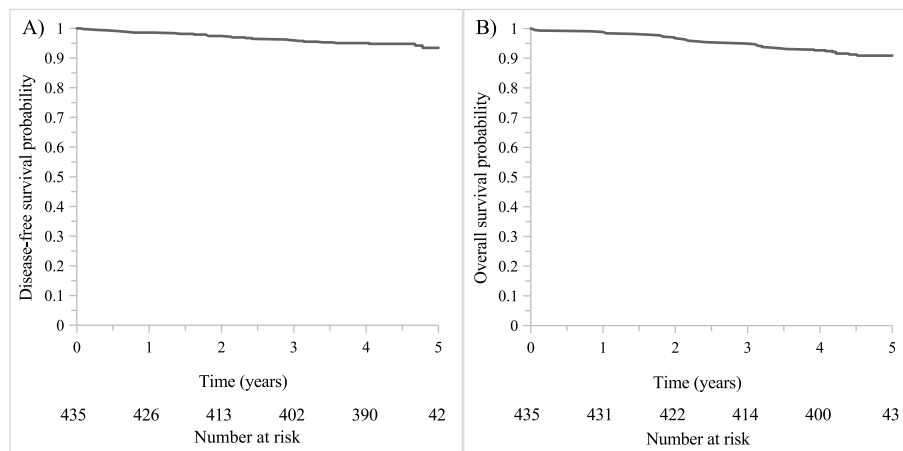 A)
Disease-free survival probability
1
0.9
0.8
0.7
0.6
0.5
0.4
0.3
0.2
0.1
0
0 1 2 3 4 5
Time (years)
435 426 413 402 390 42
Number at risk
B)
Overall survival probability
1
0.9
0.8
0.7
0.6
0.5
0.4
0.3
0.2
0.1
0
0 1 2 3 4 5
Time (years)
435 431 422 414 400 43
Number at risk